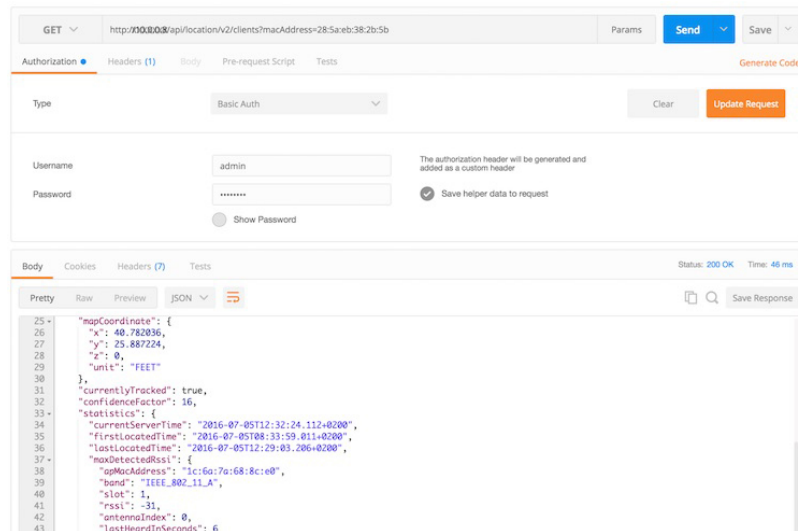 GET http://10.0.0.8/api/location/v2/clients?macAddress=28:5a:eb:38:2b:5b Params Send Save
Authorization Headers (1) Body Pre-request Script Tests Generate Code
Type Basic Auth Clear Update Request
Username admin The authorization header will be generated and
added as a custom header
Password •••••••• Save helper data to request
Show Password
Body Cookies Headers (7) Tests Status: 200 OK Time: 46 ms
Pretty Raw Preview JSON Save Response
25 "mapCoordinate": {
26 "x": 40.782036,
27 "y": 25.887224,
28 "z": 0,
29 "unit": "FEET"
30 },
31 "currentlyTracked": true,
32 "confidenceFactor": 16,
33 "statistics": {
34 "currentServerTime": "2016-07-05T12:32:24.112+0200",
35 "firstLocatedTime": "2016-07-05T08:33:59.011+0200",
36 "lastLocatedTime": "2016-07-05T12:29:03.206+0200",
37 "maxDetectedRssi": {
38 "apMacAddress": "1c:6a:7a:68:8c:e0",
39 "band": "IEEE_802_11_A",
40 "slot": 1,
41 "rssi": -31,
42 "antennaIndex": 0,
43 "lastHeardInSeconds": 6